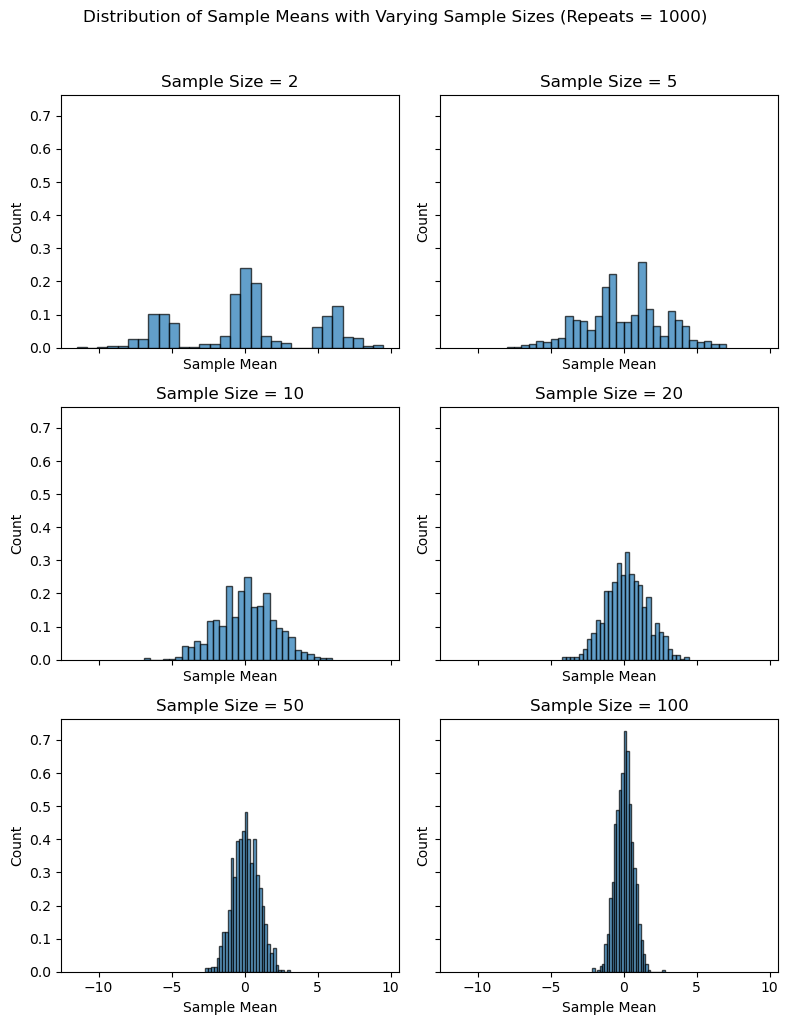 Distribution of Sample Means with Varying Sample Sizes (Repeats = 1000)
Sample Size = 2
0.7
0.6
0.5
0.4
0.3
0.2
0.1
0.0
Count
Sample Mean
Sample Size = 5
Count
Sample Mean
Sample Size = 10
0.7
0.6
0.5
0.4
0.3
0.2
0.1
0.0
Count
Sample Mean
Sample Size = 20
Count
Sample Mean
Sample Size = 50
0.7
0.6
0.5
0.4
0.3
0.2
0.1
0.0
Count
−10 −5 0 5 10
Sample Mean
Sample Size = 100
Count
−10 −5 0 5 10
Sample Mean